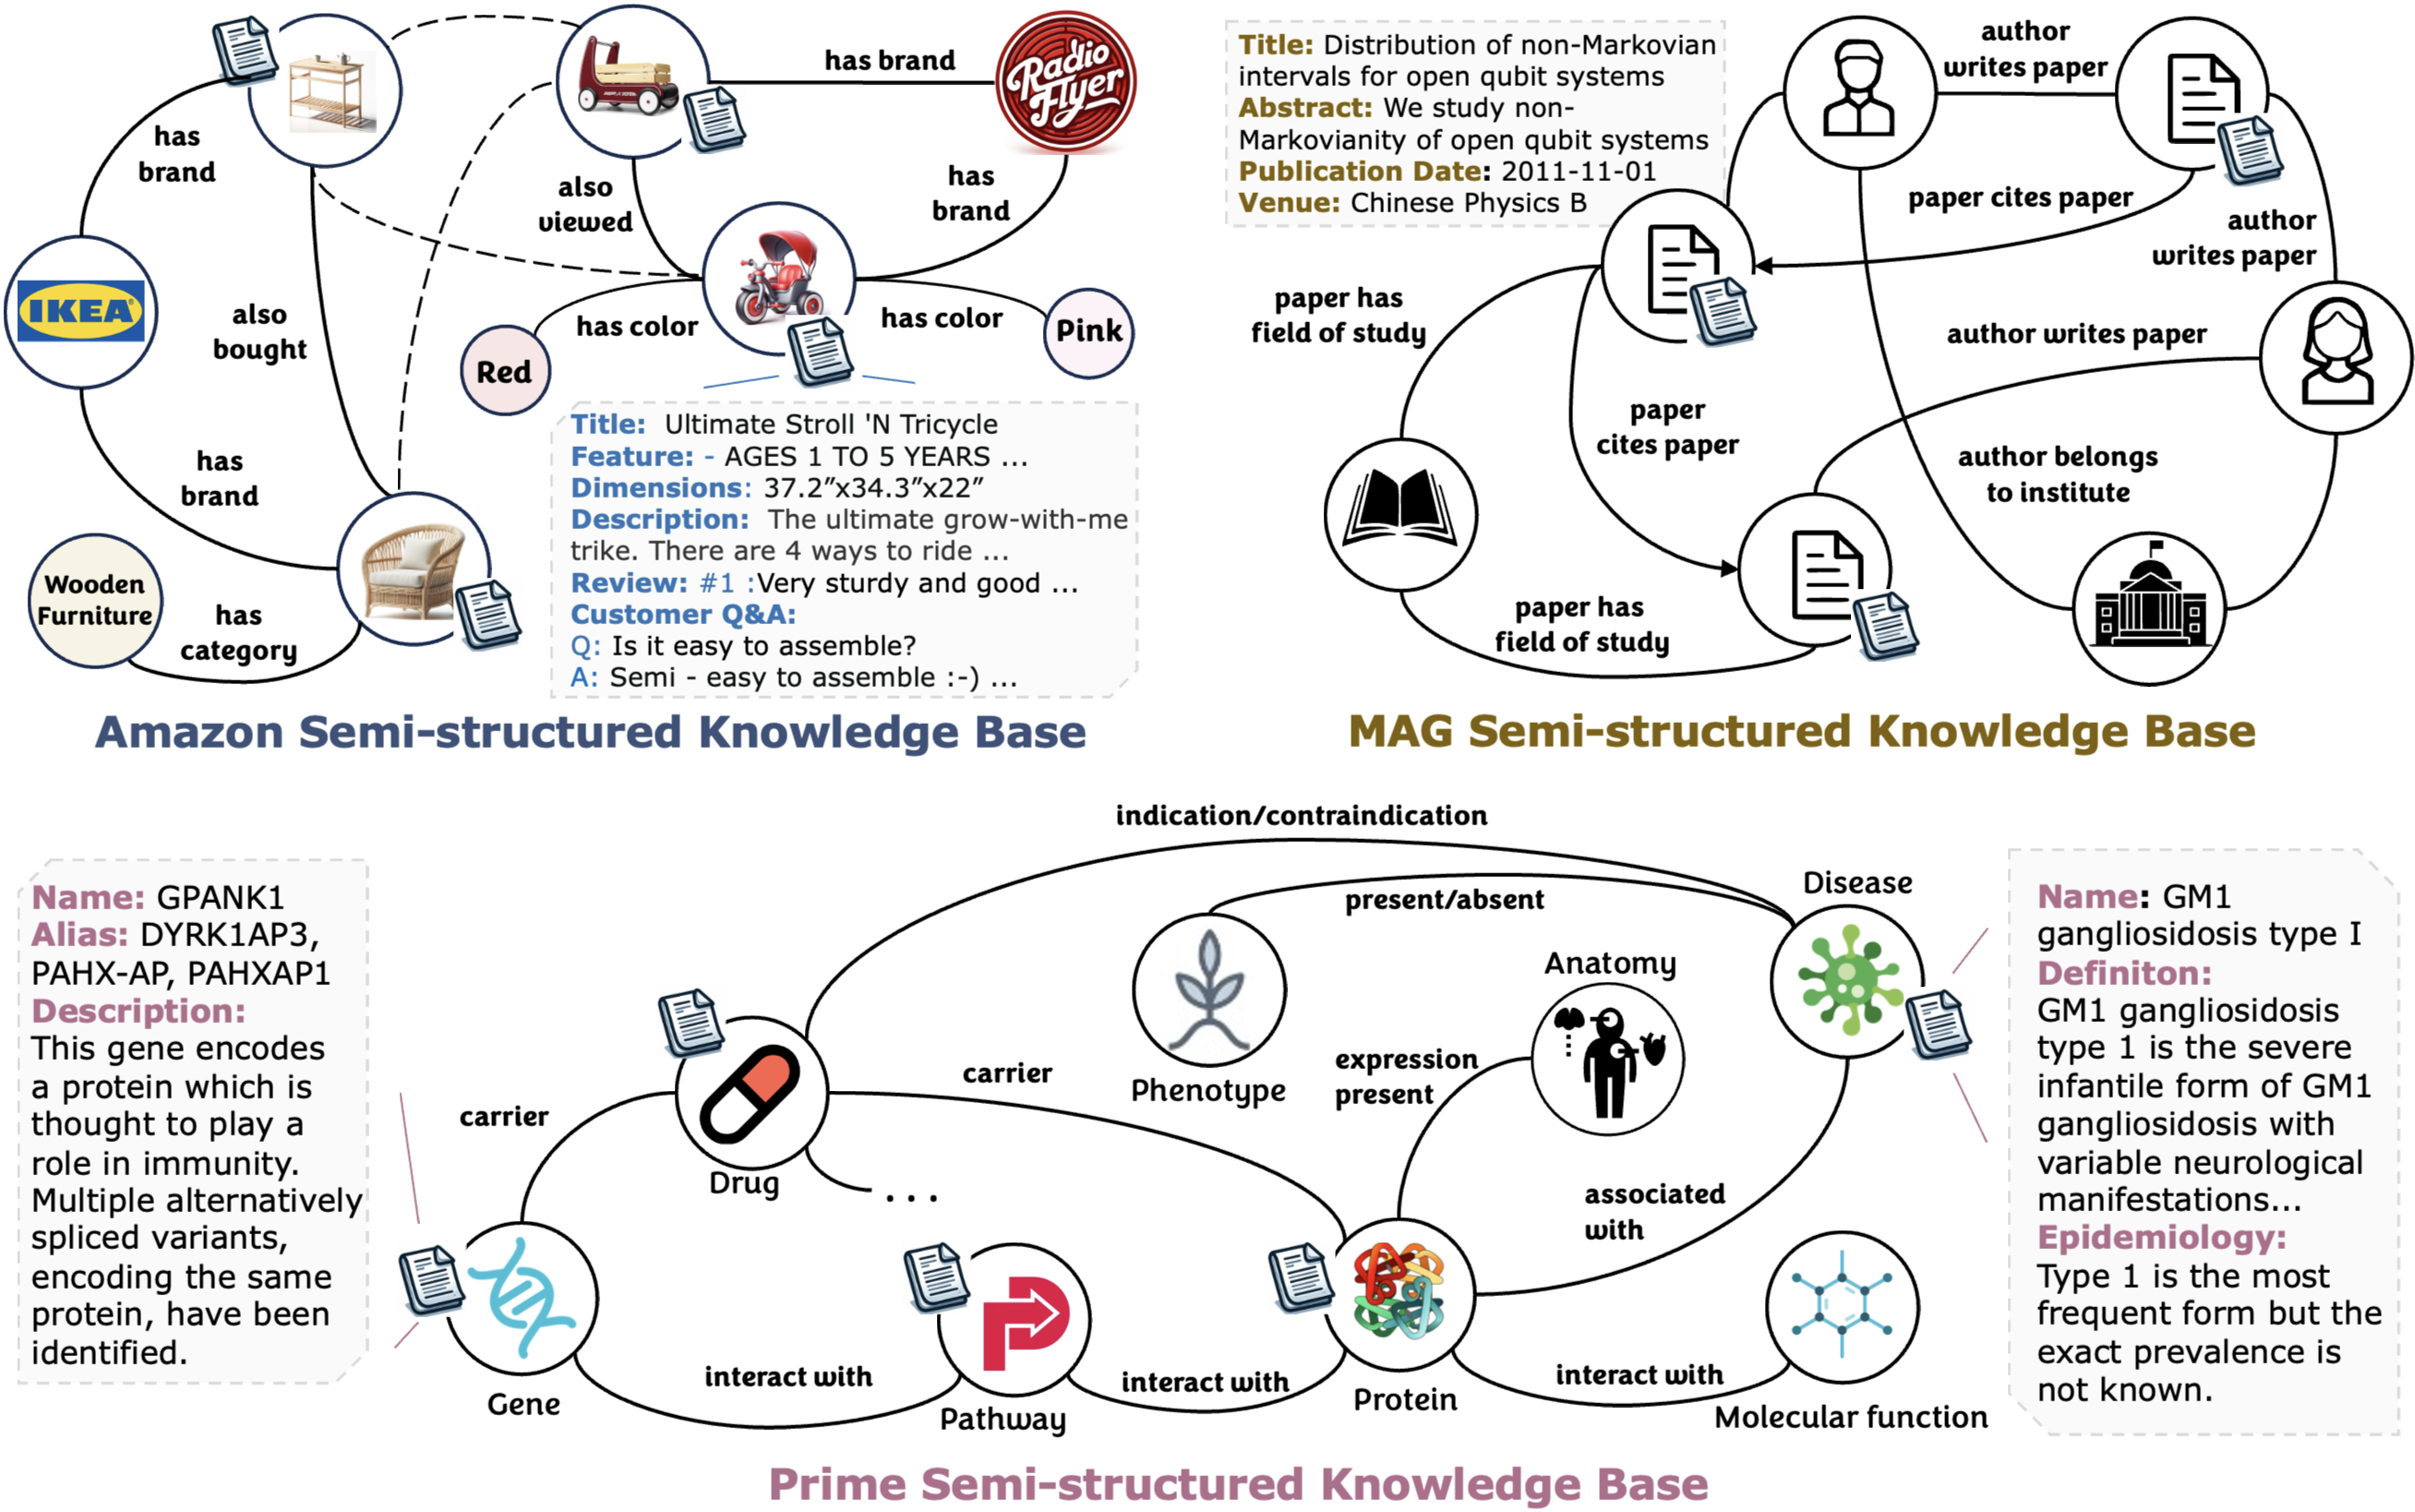 has
brand
has brand
Radio
Flyer
also
viewed
has
brand
IKEA
also
bought
has color
Red
has color
Pink
has
brand
Wooden
Furniture
has
category
Title: Ultimate Stroll 'N Tricycle
Feature: - AGES 1 TO 5 YEARS ...
Dimensions: 37.2”x34.3”x22”
Description: The ultimate grow-with-me
trike. There are 4 ways to ride ...
Review: #1 :Very sturdy and good ...
Customer Q&A:
Q: Is it easy to assemble?
A: Semi - easy to assemble :-) ...
Amazon Semi-structured Knowledge Base
Title: Distribution of non-Markovian
intervals for open qubit systems
Abstract: We study non-
Markovianity of open qubit systems
Publication Date: 2011-11-01
Venue: Chinese Physics B
author
writes paper
paper cites paper
author
writes paper
paper has
field of study
author writes paper
paper
cites paper
author belongs
to institute
paper has
field of study
MAG Semi-structured Knowledge Base
Name: GPANK1
Alias: DYRK1AP3,
PAHX-AP, PAHXAP1
Description:
This gene encodes
a protein which is
thought to play a
role in immunity.
Multiple alternatively
spliced variants,
encoding the same
protein, have been
identified.
indication/contraindication
present/absent
Disease
Anatomy
expression
present
Phenotype
carrier
carrier
Drug
...
associated
with
Gene
interact with
Pathway
interact with
Protein
interact with
Molecular function
Name: GM1
gangliosidosis type I
Definiton:
GM1 gangliosidosis
type 1 is the severe
infantile form of GM1
gangliosidosis with
variable neurological
manifestations...
Epidemiology:
Type 1 is the most
frequent form but the
exact prevalence is
not known.
Prime Semi-structured Knowledge Base